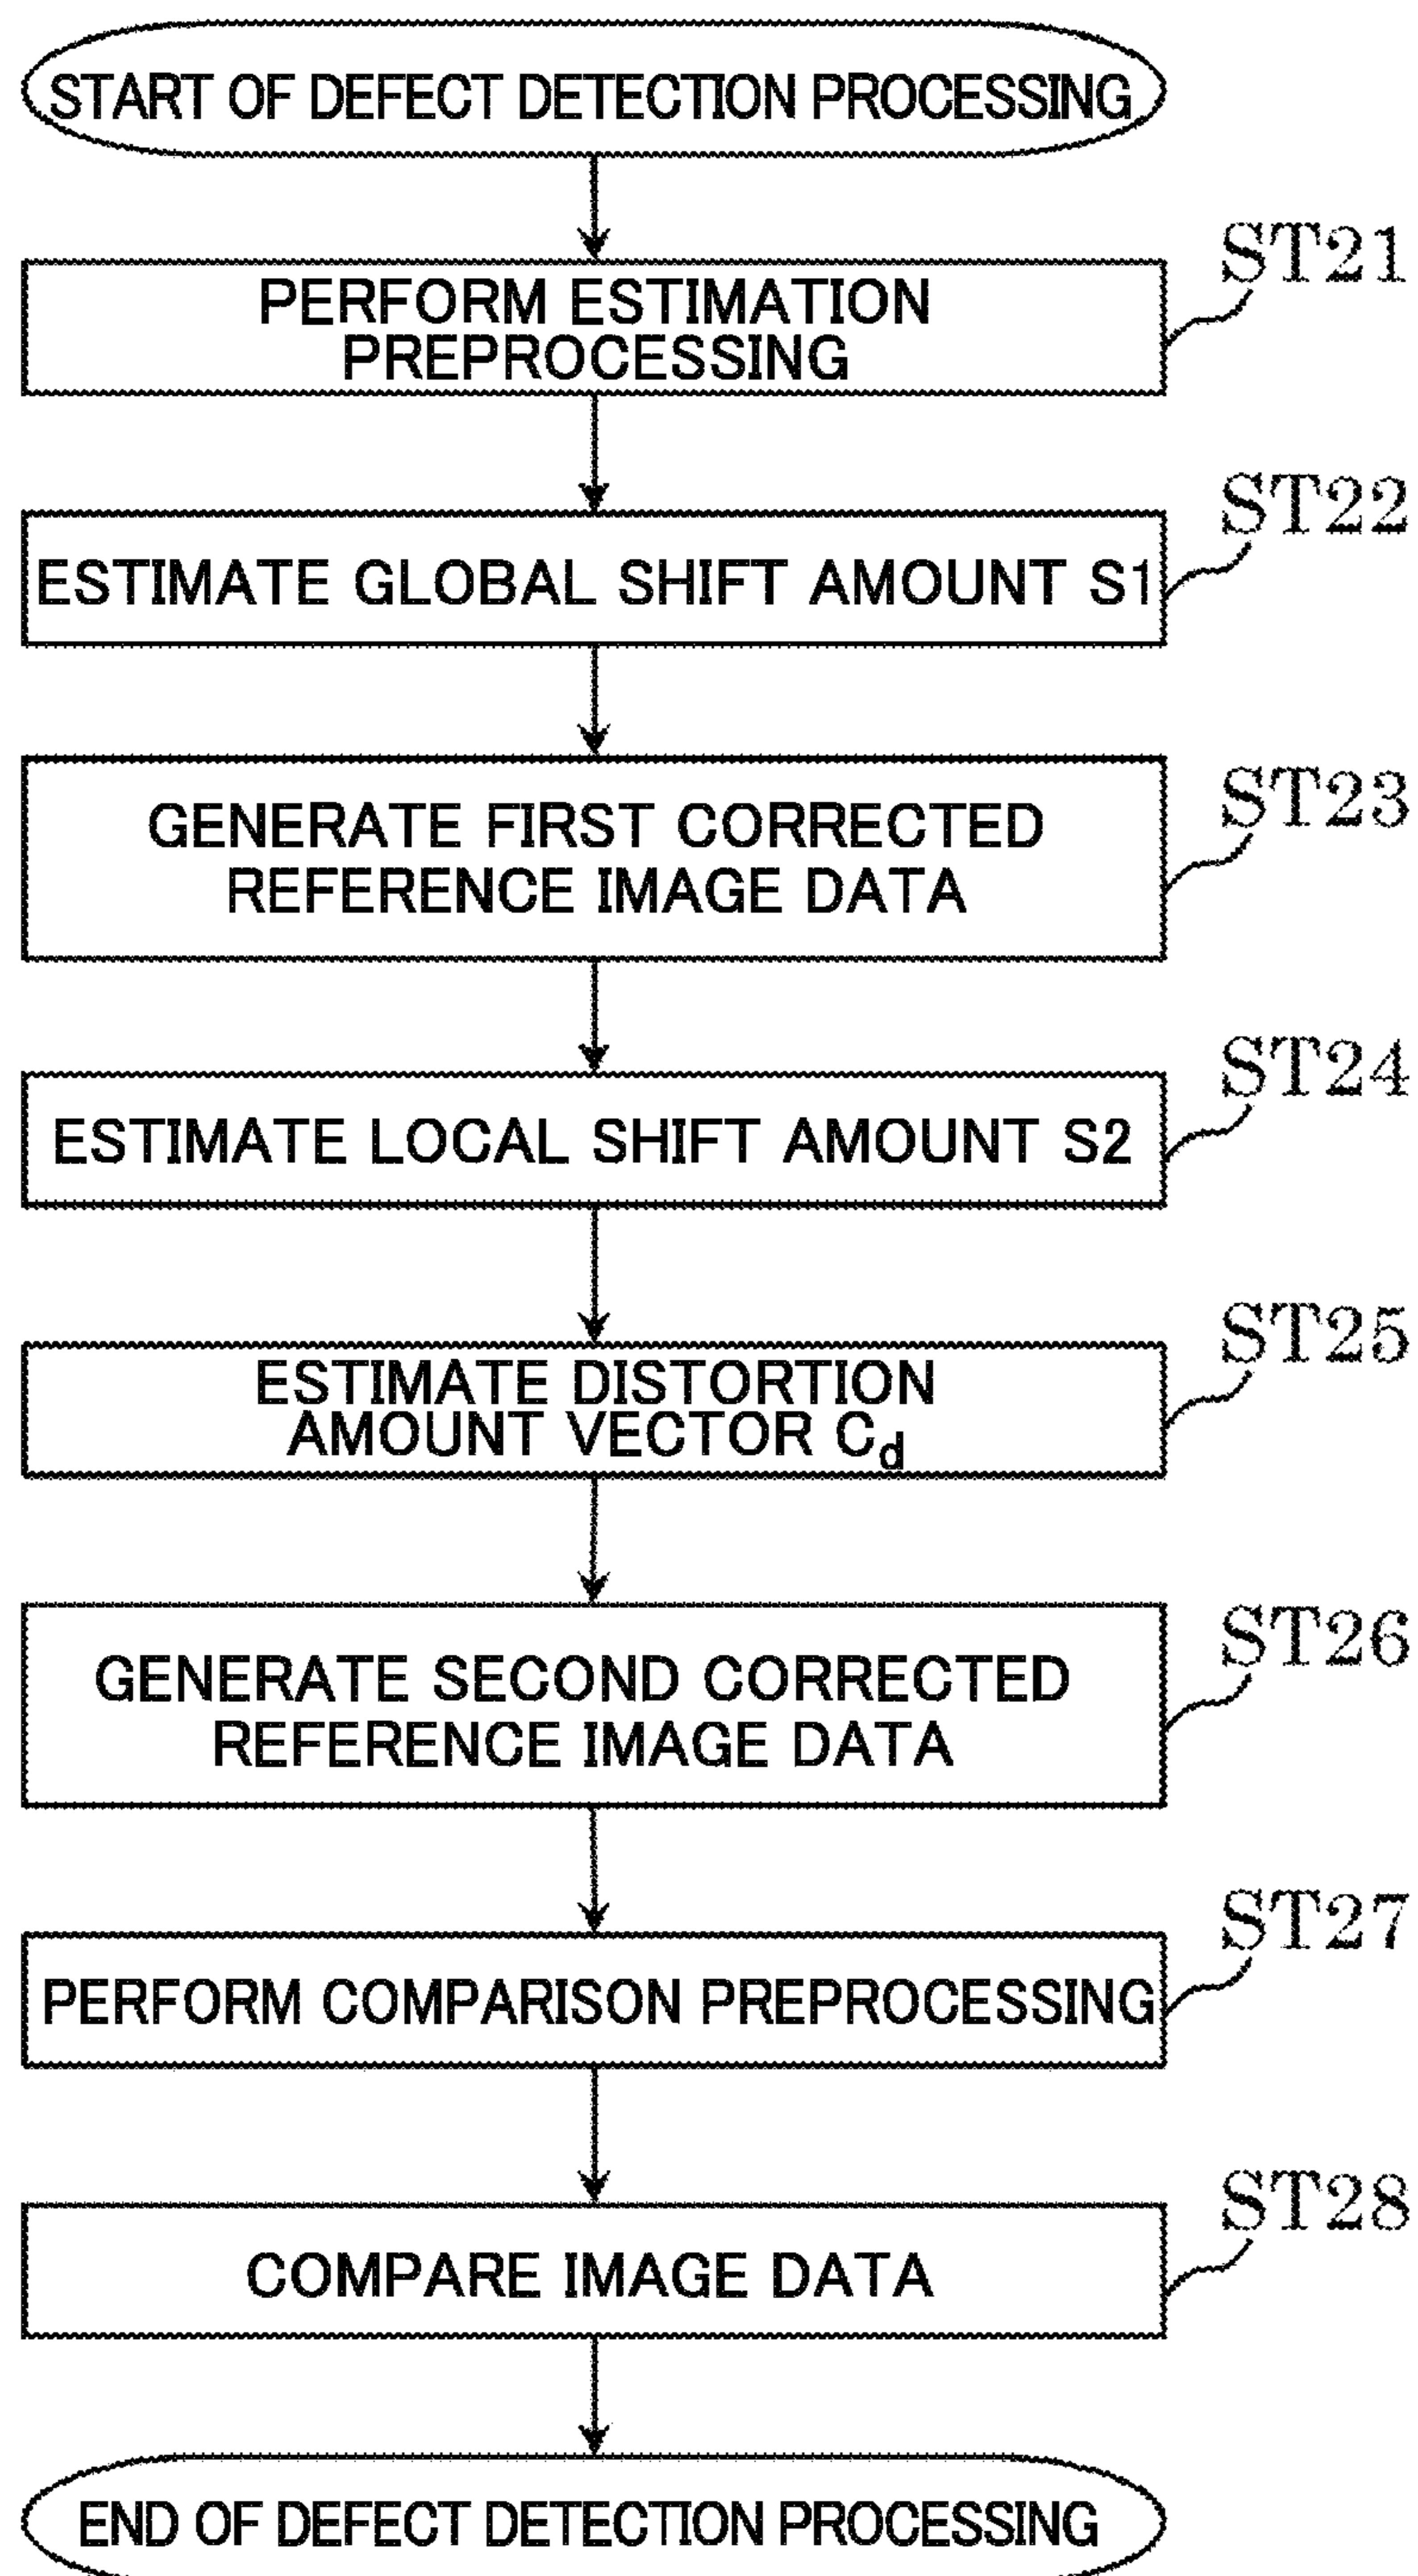 START OF DEFECT DETECTION PROCESSING
ST21
PERFORM ESTIMATION
PREPROCESSING
ST22
ESTIMATE GLOBAL SHIFT AMOUNT S1
ST23
GENERATE FIRST CORRECTED
REFERENCE IMAGE DATA
ST24
ESTIMATE LOCAL SHIFT AMOUNT S2
ST25
ESTIMATE DISTORTION
AMOUNT VECTOR Cd
ST26
GENERATE SECOND CORRECTED
REFERENCE IMAGE DATA
ST27
PERFORM COMPARISON PREPROCESSING
ST28
COMPARE IMAGE DATA
END OF DEFECT DETECTION PROCESSING